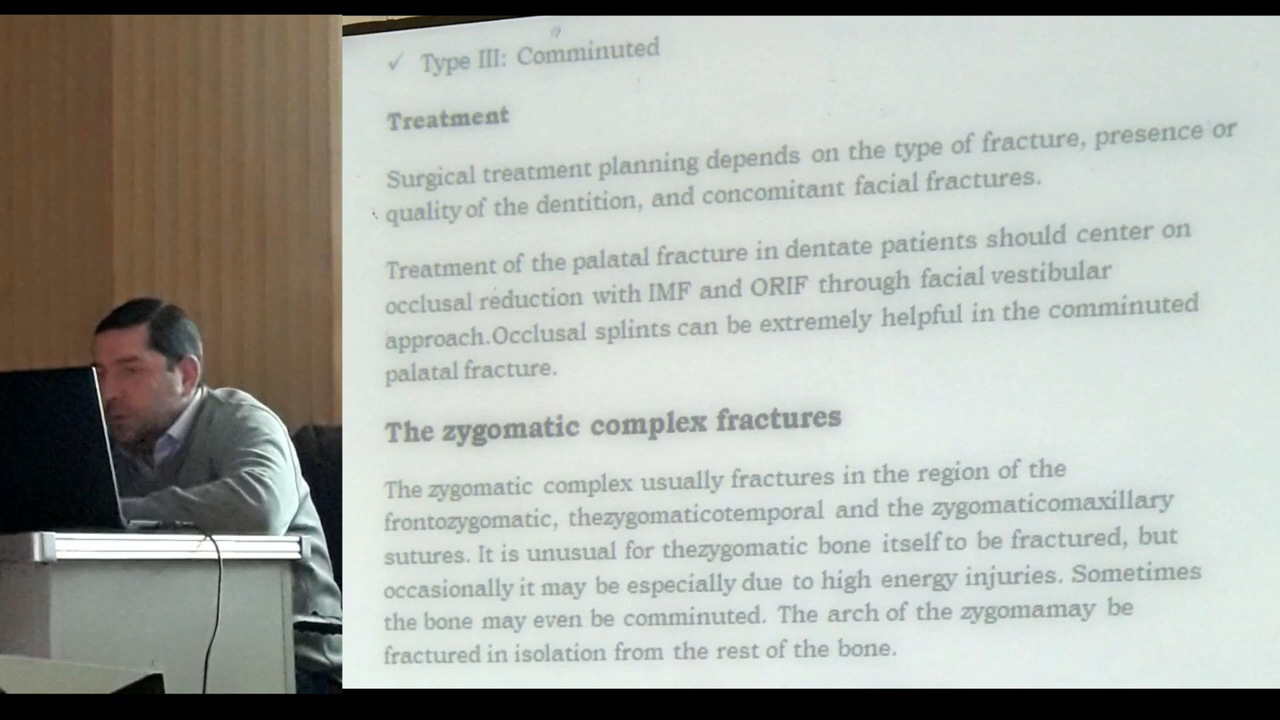 ✓ Type III: Comminuted
Treatment
Surgical treatment planning depends on the type of fracture, presence or
quality of the dentition, and concomitant facial fractures.
Treatment of the palatal fracture in dentate patients should center on
occlusal reduction with IMF and ORIF through facial vestibular
approach.Occlusal splints can be extremely helpful in the comminuted
palatal fracture.
The zygomatic complex fractures
The zygomatic complex usually fractures in the region of the
frontozygomatic, thezygomaticotemporal and the zygomaticomaxillary
sutures. It is unusual for thezygomatic bone itself to be fractured, but
occasionally it may be especially due to high energy injuries. Sometimes
the bone may even be comminuted. The arch of the zygomamay be
fractured in isolation from the rest of the bone.